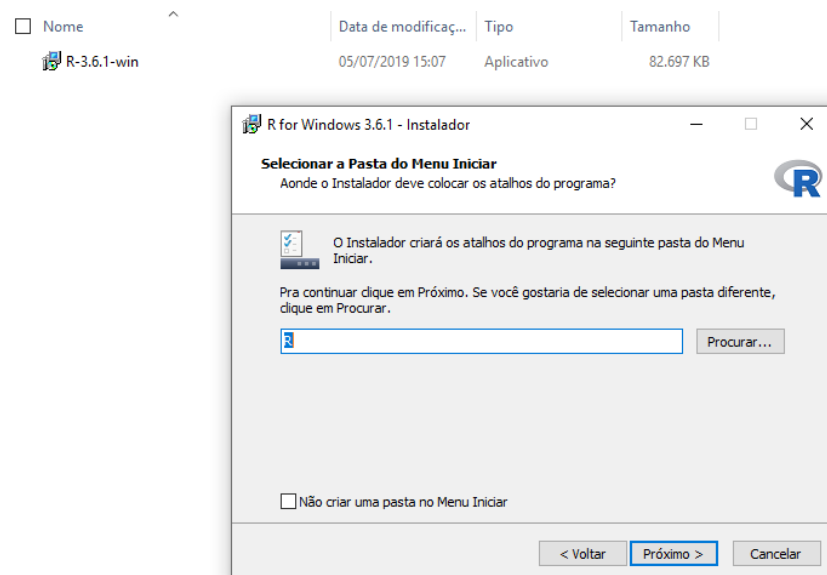 Nome Data de modificaç... Tipo Tamanho
R-3.6.1-win 05/07/2019 15:07 Aplicativo 82.697 KB
R for Windows 3.6.1 - Instalador
Selecionar a Pasta do Menu Iniciar
Aonde o Instalador deve colocar os atalhos do programa?
R
O Instalador criará os atalhos do programa na seguinte pasta do Menu
Iniciar.
Pra continuar clique em Próximo. Se você gostaria de selecionar uma pasta diferente,
clique em Procurar.
R Procurar...
Não criar uma pasta no Menu Iniciar
< Voltar Próximo > Cancelar